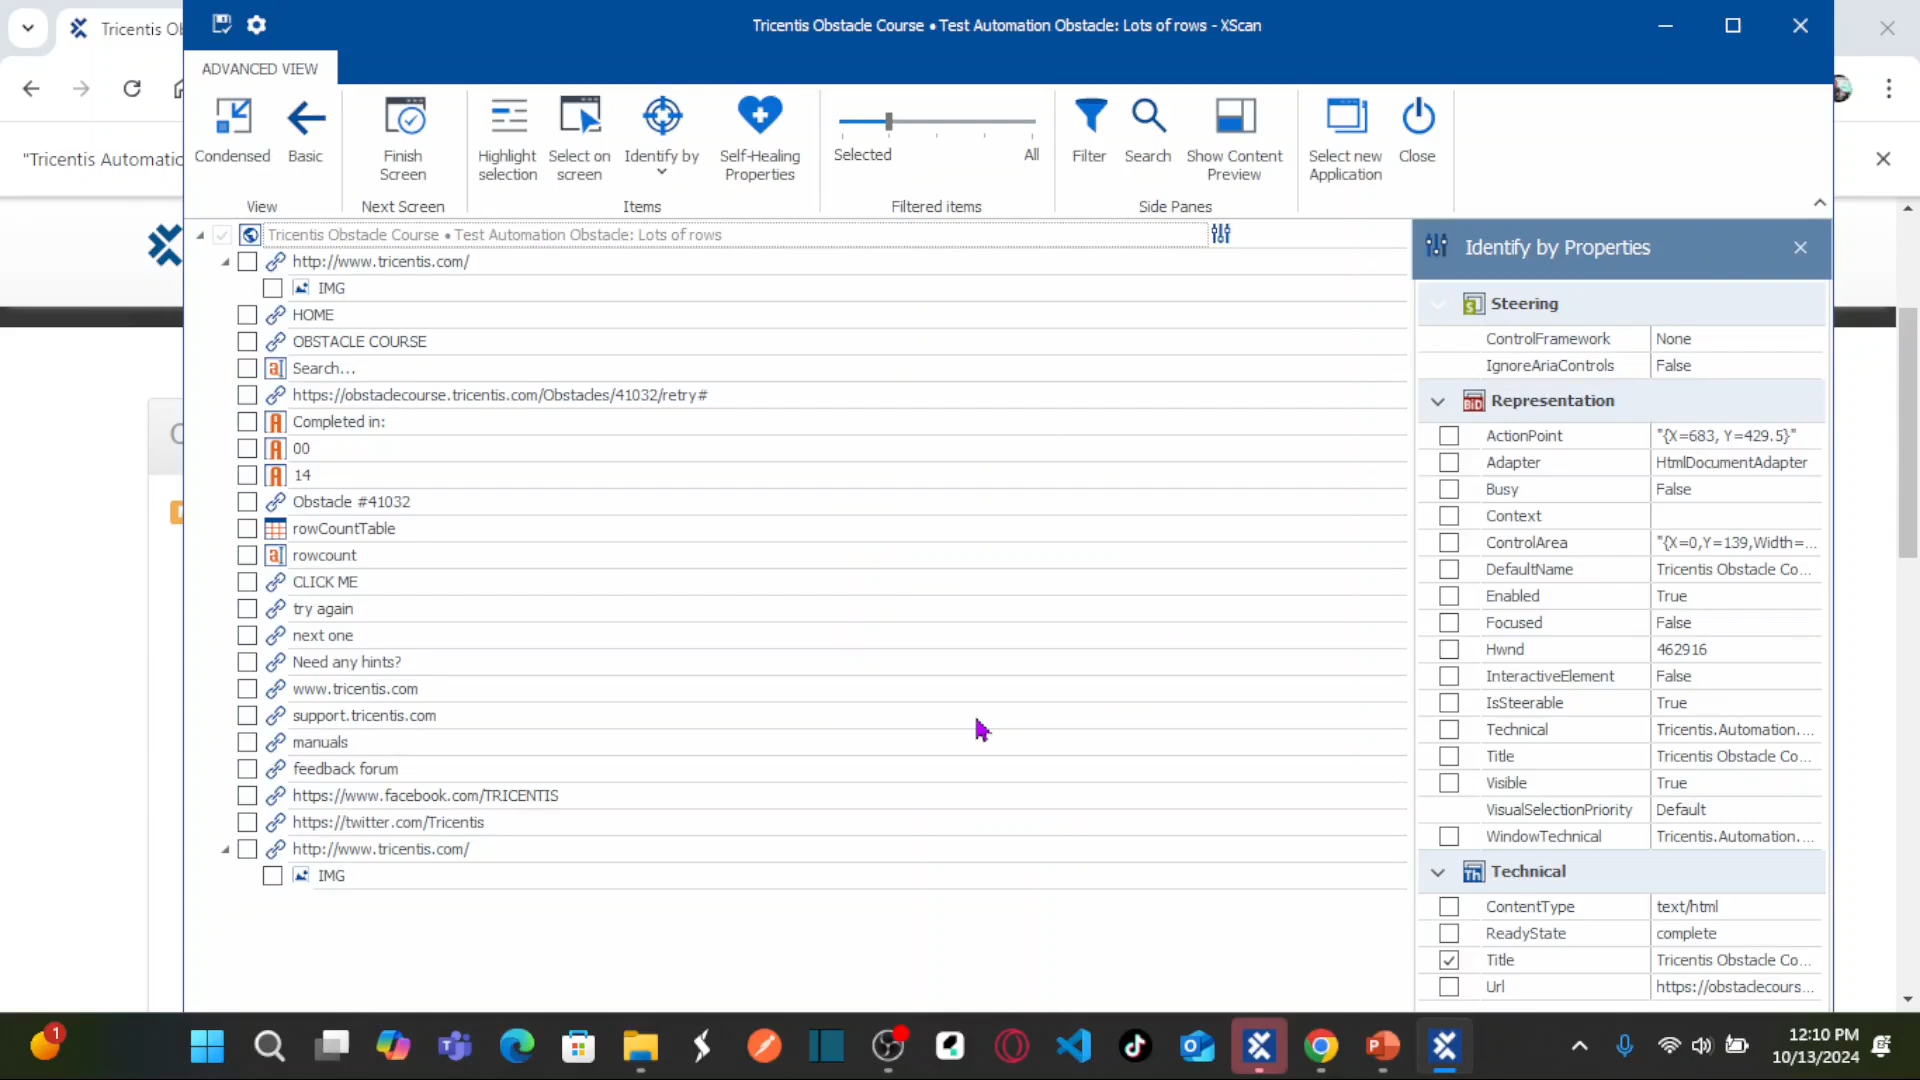 Tricentis Ob
Tricentis Obstacle Course • Test Automation Obstacle: Lots of rows - XScan
ADVANCED VIEW
Condensed
Basic
View
Finish Screen
Next Screen
Highlight selection
Select on screen
Identify by
Self-Healing Properties
Items
Selected
All
Filtered items
Filter
Search
Show Content Preview
Side Panes
Select new Application
Close
"Tricentis Automatic
Tricentis Obstacle Course • Test Automation Obstacle: Lots of rows
http://www.tricentis.com/
IMG
HOME
OBSTACLE COURSE
Search...
https://obstaclecourse.tricentis.com/Obstacles/41032/retry#
Completed in:
00
14
Obstacle #41032
rowCountTable
rowcount
CLICK ME
try again
next one
Need any hints?
www.tricentis.com
support.tricentis.com
manuals
feedback forum
https://www.facebook.com/TRICENTIS
https://twitter.com/Tricentis
http://www.tricentis.com/
IMG
Identify by Properties
Steering
ControlFramework None
IgnoreAriaControls False
Representation
ActionPoint "{X=683, Y=429.5}"
Adapter HtmlDocumentAdapter
Busy False
Context
ControlArea "{X=0,Y=139,Width=...
DefaultName Tricentis Obstacle Co...
Enabled True
Focused False
Hwnd 462916
InteractiveElement False
IsSteerable True
Technical Tricentis.Automation....
Title Tricentis Obstacle Co...
Visible True
VisualSelectionPriority Default
WindowTechnical Tricentis.Automation....
Technical
ContentType text/html
ReadyState complete
Title Tricentis Obstacle Co...
Url https://obstaclecours...
1
12:10 PM
10/13/2024